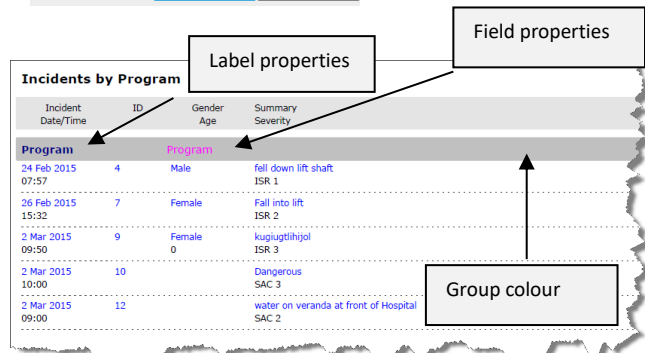 Field properties
Label properties
Incidents by Program
Incident ID Gender Summary
Date/Time Age Severity
Program Program
24 Feb 2015 4 Male fell down lift shaft
07:57 ISR 1
26 Feb 2015 7 Female Fall into lift
15:32 ISR 2
2 Mar 2015 9 Female kugiugtlihijol
09:50 0 ISR 3
2 Mar 2015 10 Dangerous
10:00 SAC 3
2 Mar 2015 12 water on veranda at front of Hospital
09:00 SAC 2
Group colour